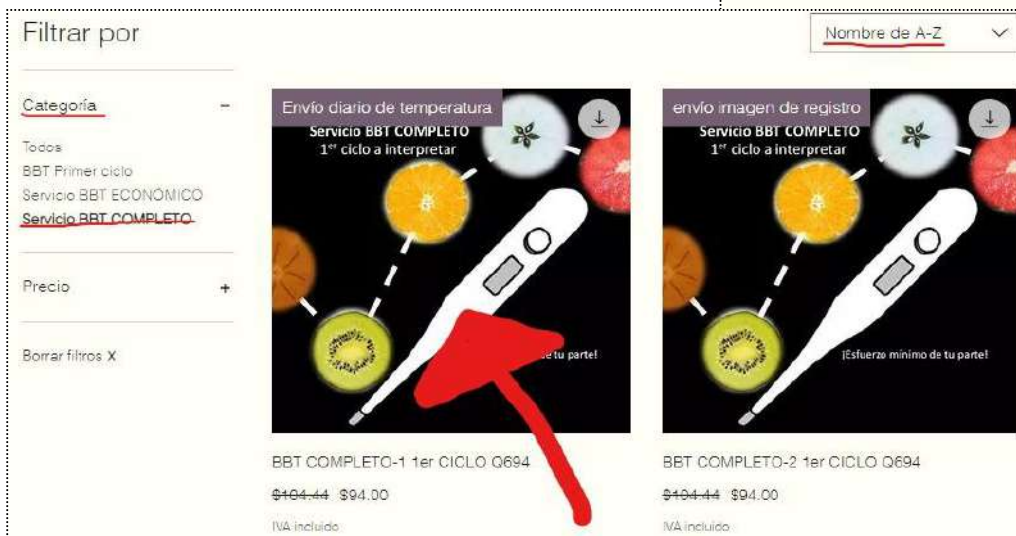 Filtrar por
Nombre de A-Z
Categoría -
Todos
BBT Primer ciclo
Servicio BBT ECONÓMICO
Servicio BBT COMPLETO
Precio +
Borrar filtros X
Envío diario de temperatura
Servicio BBT COMPLETO
1er ciclo a interpretar
de tu parte!
BBT COMPLETO-1 1er CICLO Q694
$104.44 $94.00
IVA incluido
envío imagen de registro
Servicio BBT COMPLETO
1er ciclo a interpretar
¡Esfuerzo mínimo de tu parte!
BBT COMPLETO-2 1er CICLO Q694
$104.44 $94.00
IVA incluido